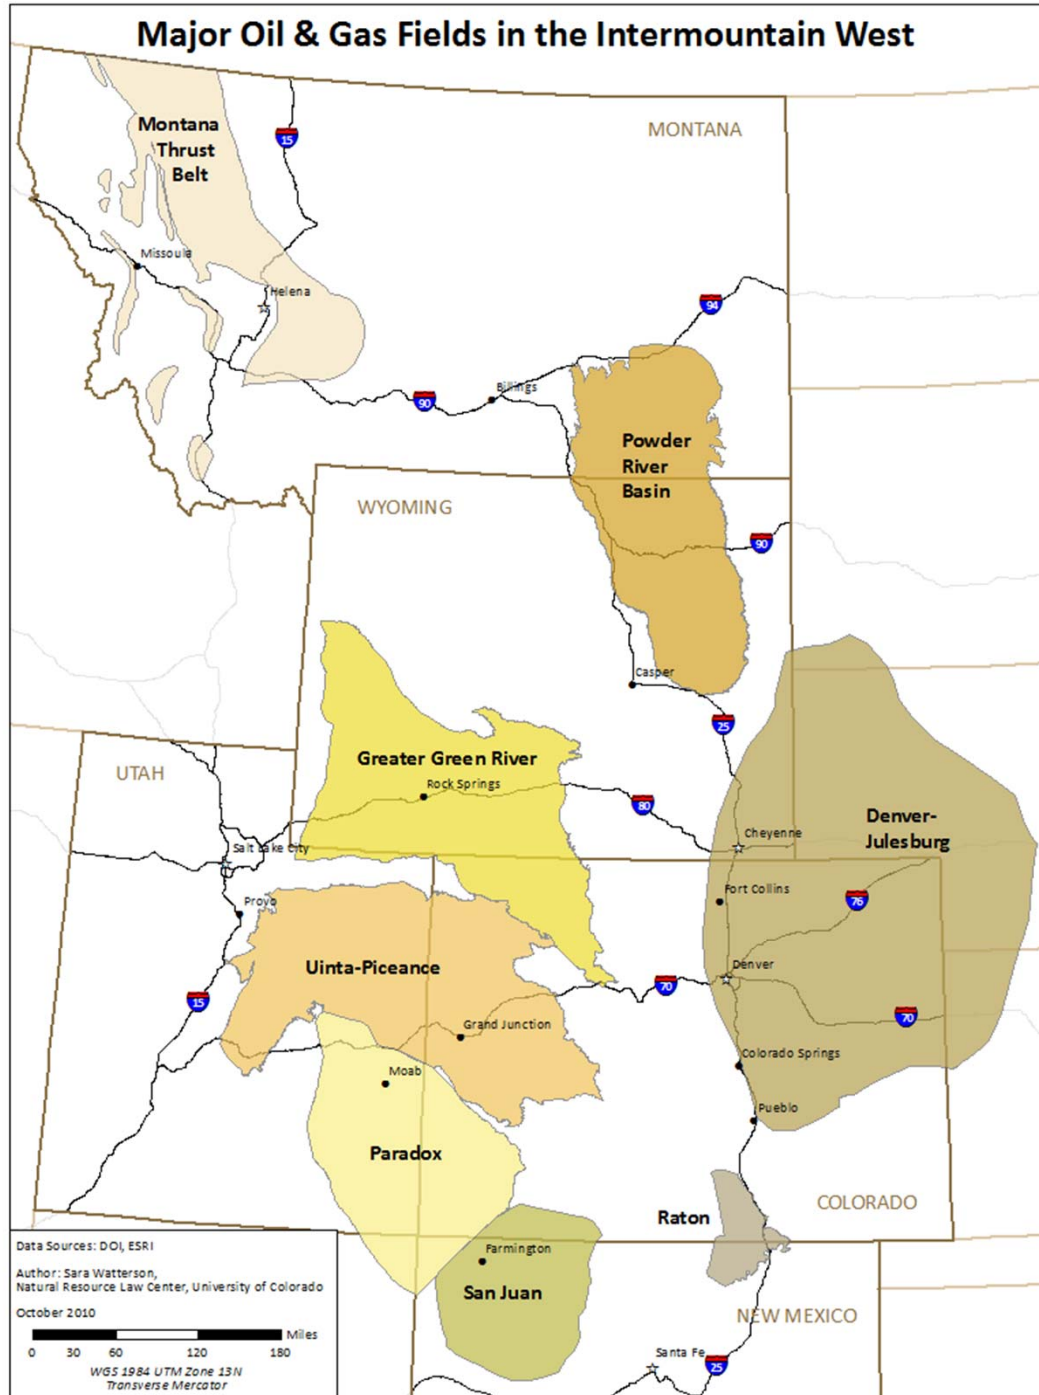 Major Oil & Gas Fields in the Intermountain West
MONTANA
Montana
Thrust
Belt
15
Missoula
Helena
94
90
Billings
Powder
River
Basin
WYOMING
90
Casper
25
Greater Green River
Rock Springs
80
UTAH
Salt Lake City
Cheyenne
Denver-
Julesburg
Fort Collins
76
Provo
Uinta-Piceance
Denver
70
15
70
Grand Junction
Colorado Springs
Moab
Pueblo
Paradox
COLORADO
Raton
Farmington
San Juan
NEW MEXICO
Santa Fe
25
Data Sources: DOI, ESRI
Author: Sara Watterson,
Natural Resource Law Center, University of Colorado
October 2010
Miles
0 30 60 120 180
WGS 1984 UTM Zone 13N
Transverse Mercator